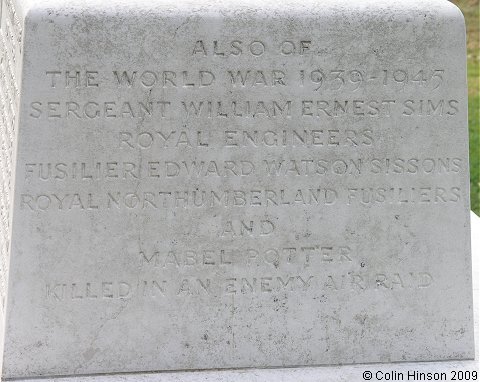 ALSO OF
THE WORLD WAR 1939-1945
SERGEANT WILLIAM ERNEST SIMS
ROYAL ENGINEERS
FUSILIER EDWARD WATSON SISSONS
ROYAL NORTHUMBERLAND FUSILIERS
AND
MABEL POTTER
KILLED IN AN ENEMY AIR RAID
©Colin Hinson 2009